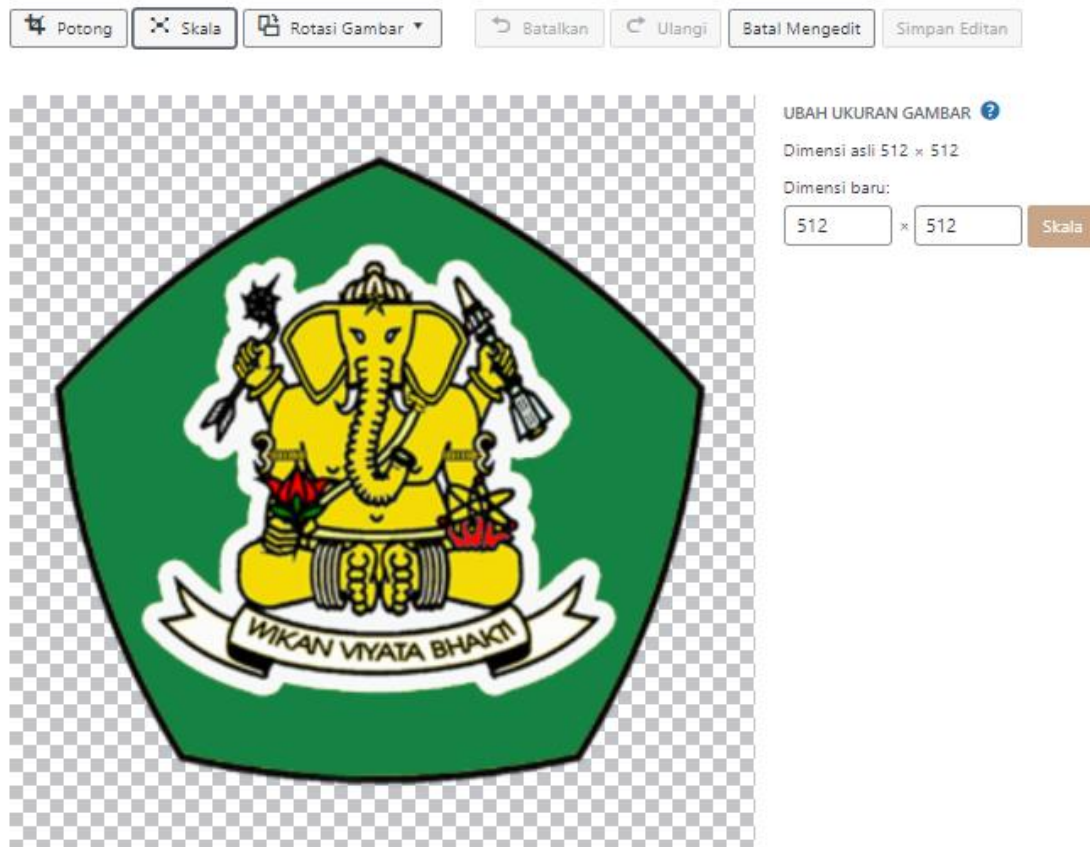 Potong Skala Rotasi Gambar Batalkan Ulangi Batal Mengedit Simpan Editan
UBAH UKURAN GAMBAR ?
Dimensi asli 512 × 512
Dimensi baru:
512 × 512 Skala
WIKAN VIYATA BHAKTI